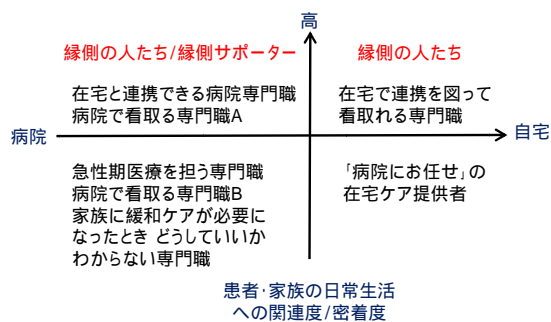 高
縁側の人たち/縁側サポーター
縁側の人たち
在宅と連携できる病院専門職
病院で看取る専門職A
在宅で連携を図って
看取れる専門職
病院
自宅
急性期医療を担う専門職
病院で看取る専門職B
家族に緩和ケアが必要に
なったとき どうしていいか
わからない専門職
「病院にお任せ」の
在宅ケア提供者
患者・家族の日常生活
への関連度/密着度